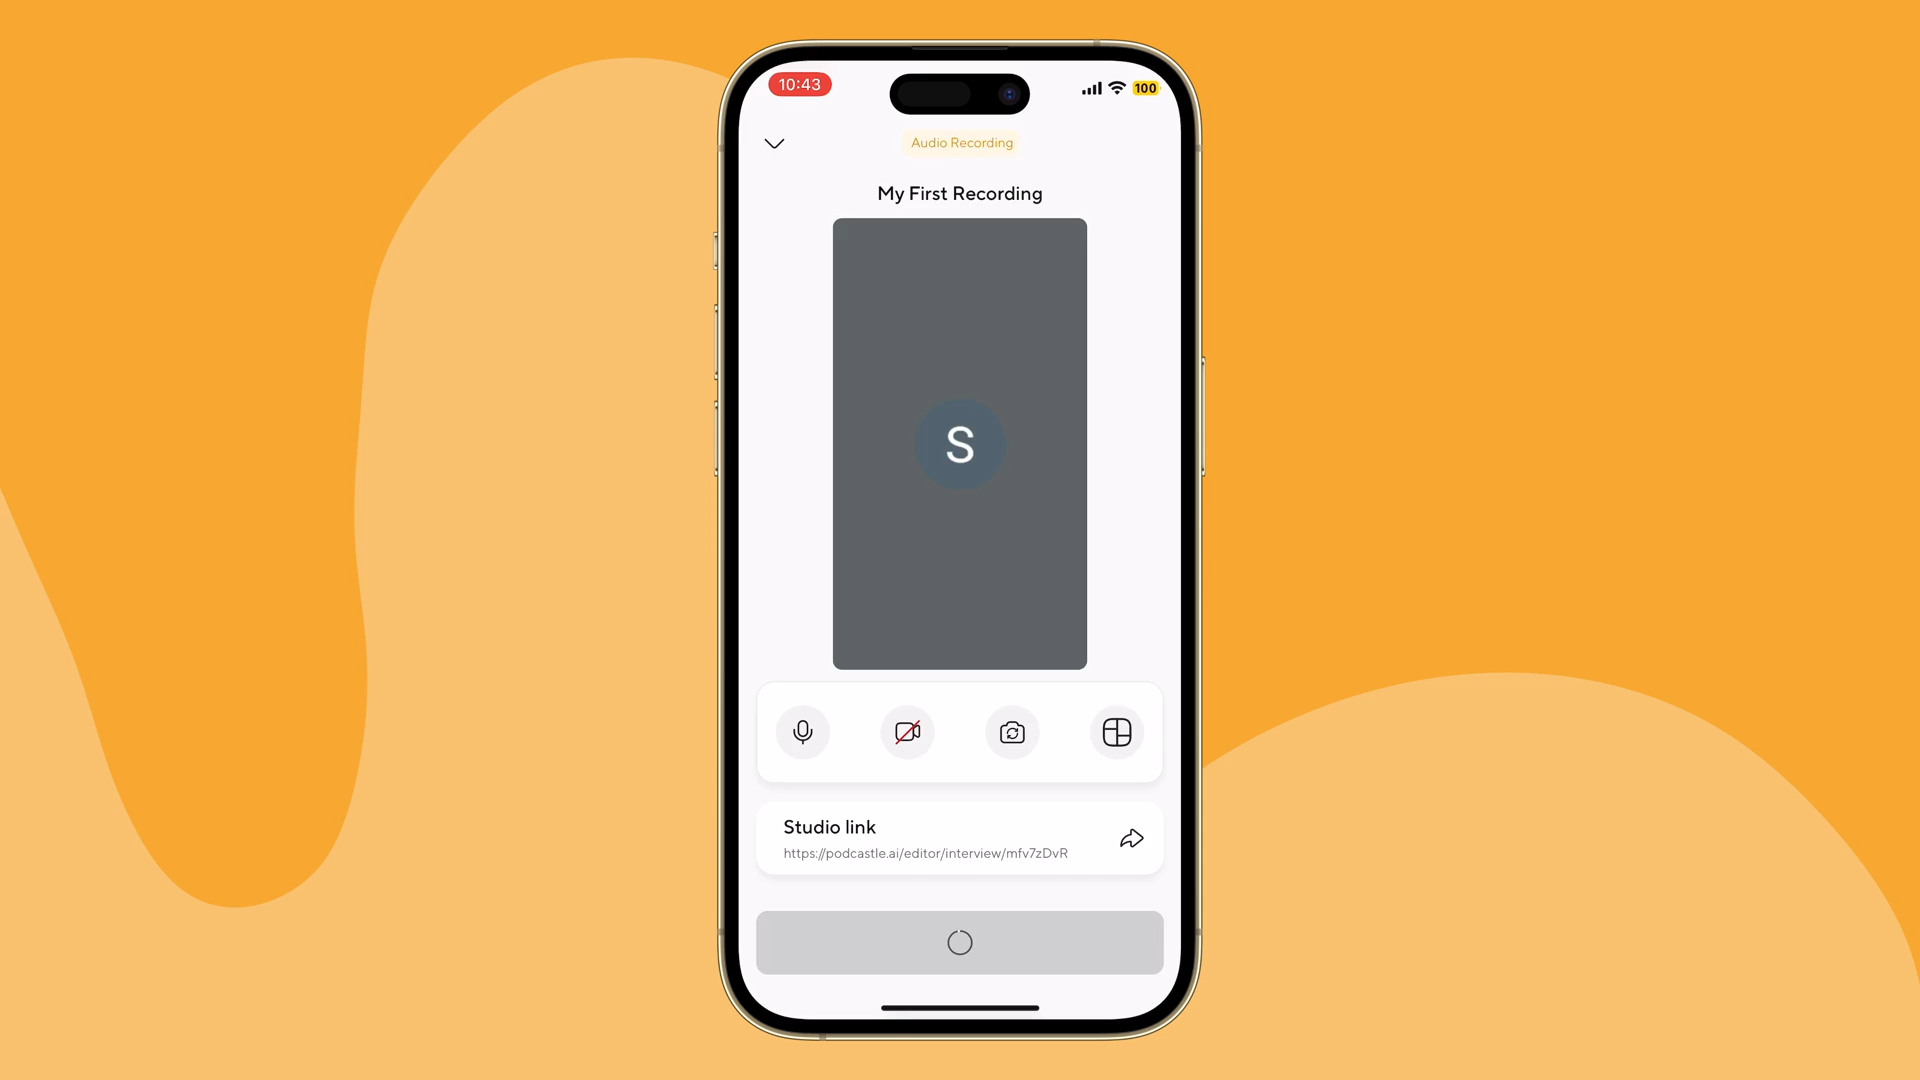 10:43
100
Audio Recording
My First Recording
S
Studio link
https://podcastle.ai/editor/interview/mfv7zDvR